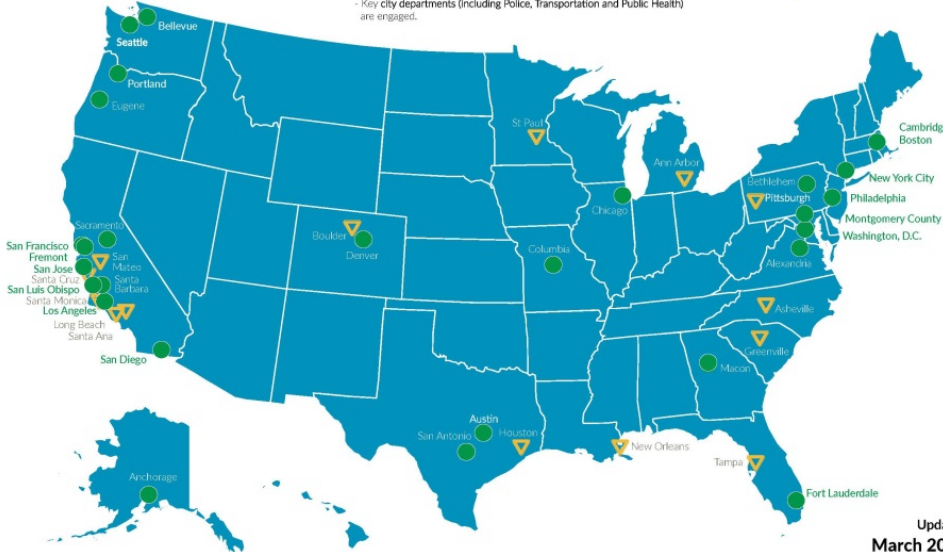 - Key city departments (including Police, Transportation and Public Health)
are engaged.
Bellevue
Seattle
Portland
Eugene
St Paul
Ann Arbor
Cambridg
Boston
New York City
Bethlehem
Pittsburgh
Philadelphia
Chicago
Montgomery County
Washington, D.C.
Alexandria
Sacramento
San Francisco
Fremont
San Jose
San
Mateo
Santa Cruz
Santa
Barbara
San Luis Obispo
Santa Monica
Los Angeles
Long Beach
Santa Ana
San Diego
Boulder
Denver
Columbia
Asheville
Greenville
Macon
Austin
San Antonio
Houston
New Orleans
Tampa
Fort Lauderdale
Anchorage
Upda
March 20